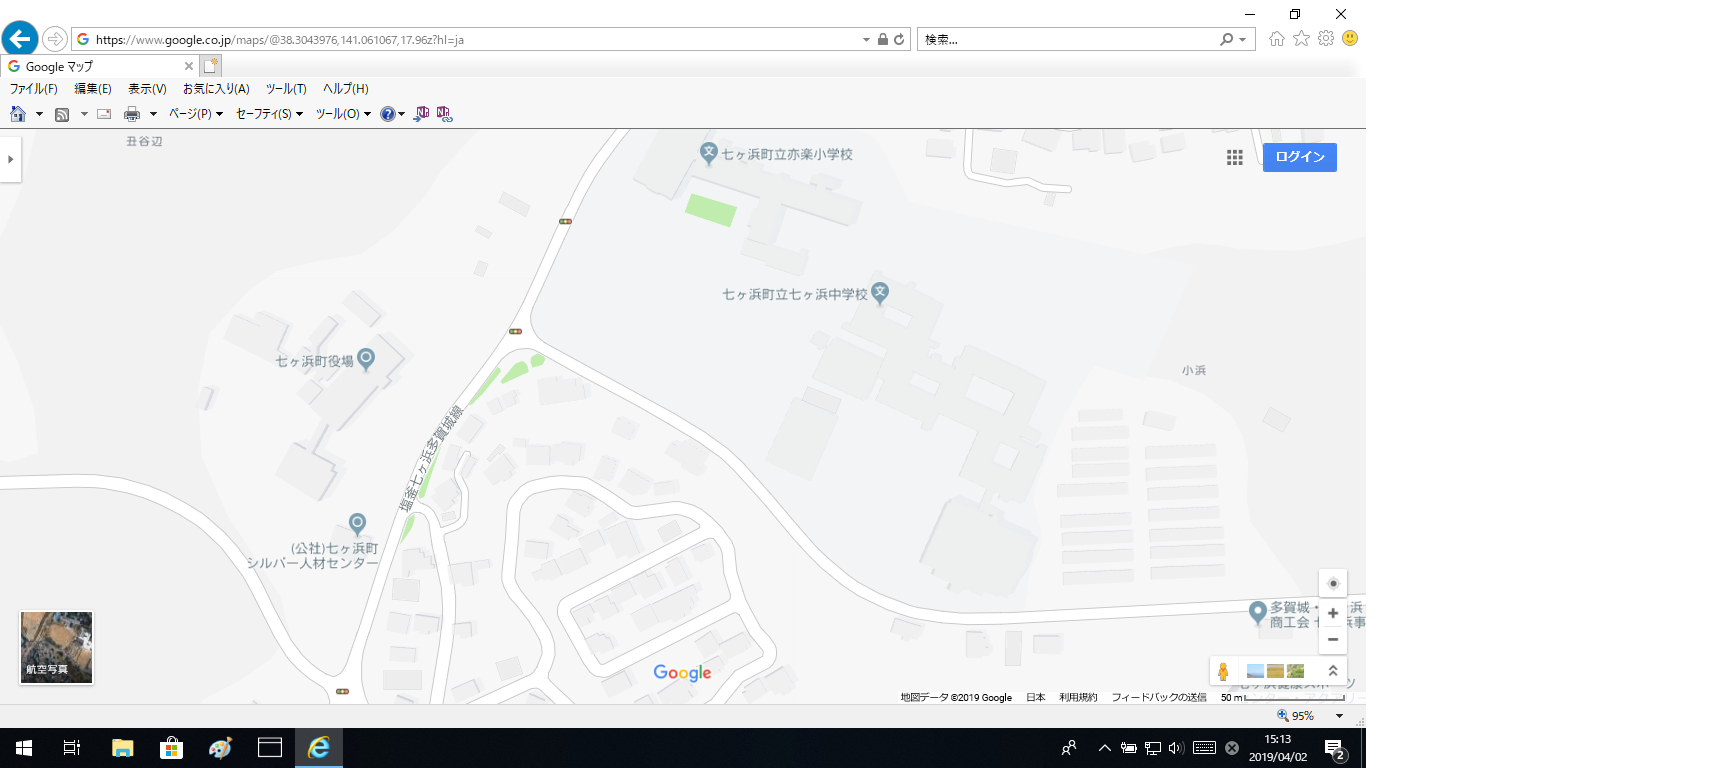 https://www.google.co.jp/maps/@38.3043976,141.061067,17.96z?hl=ja
検索...
Google マップ
ファイル(F) 編集(E) 表示(V) お気に入り(A) ツール(T) ヘルプ(H)
ページ(P) セーフティ(S) ツール(O)
丑谷辺
七ヶ浜町立亦楽小学校
ログイン
七ヶ浜町立七ヶ浜中学校
七ヶ浜町役場
小浜
塩釜七ヶ浜多賀城線
(公社)七ヶ浜町
シルバー人材センター
多賀城・
浜
商工会
事
航空写真
Google
地図データ ©2019 Google 日本 利用規約 フィードバックの送信 50 m
95%
15:13
2019/04/02
2